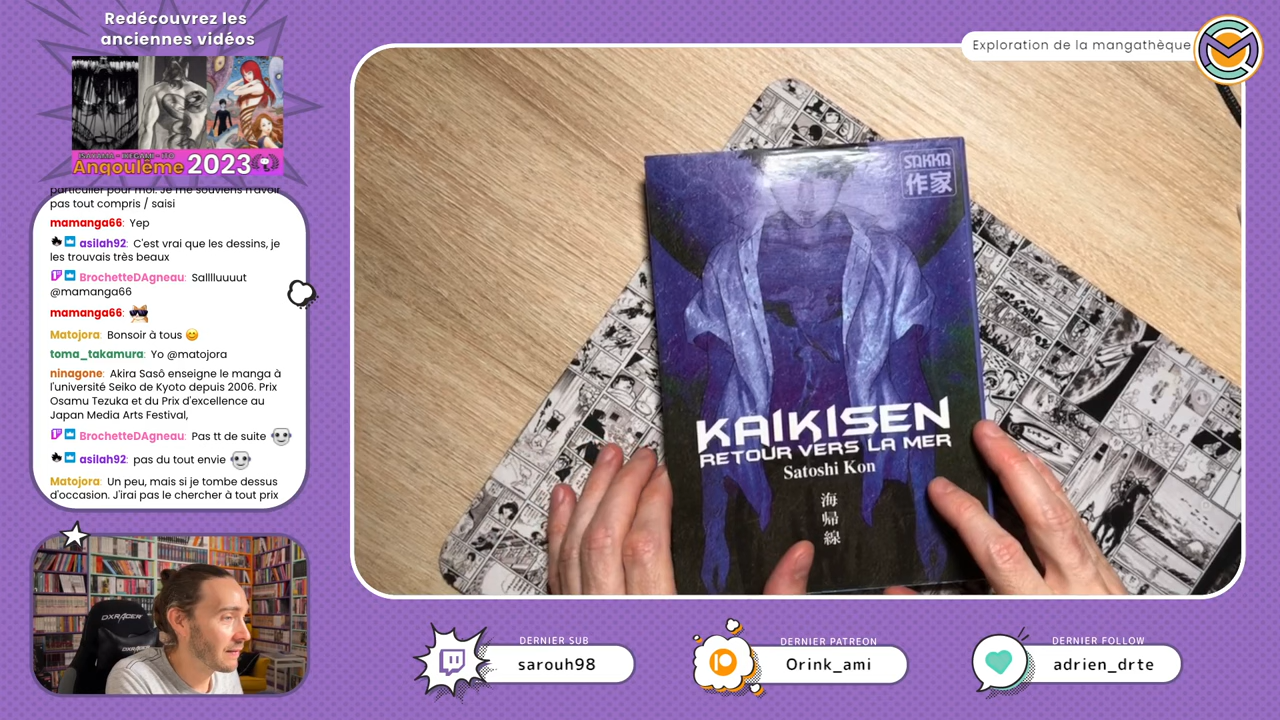 Redécouvrez les
anciennes vidéos
Angoulême 2023
particulier pour moi. Je me souviens n'avoir
pas tout compris / saisi
mamanga66: Yep
asilah92: C'est vrai que les dessins, je
les trouvais très beaux
BrochetteDAgneau: Sallluuuut
@mamanga66
mamanga66:
Matojora: Bonsoir à tous
toma_takamura: Yo @matojora
ninagone: Akira Sasô enseigne le manga à
l'université Seiko de Kyoto depuis 2006. Prix
Osamu Tezuka et du Prix d'excellence au
Japan Media Arts Festival,
BrochetteDAgneau: Pas tt de suite
asilah92: pas du tout envie
Matojora: Un peu, mais si je tombe dessus
d'occasion. J'irai pas le chercher à tout prix
DXRACER
Exploration de la mangathèque
SAKKA
作家
KAIKISEN
RETOUR VERS LA MER
Satoshi Kon
海
帰
線
DERNIER SUB
sarouh98
DERNIER PATREON
Orink_ami
DERNIER FOLLOW
adrien_drte